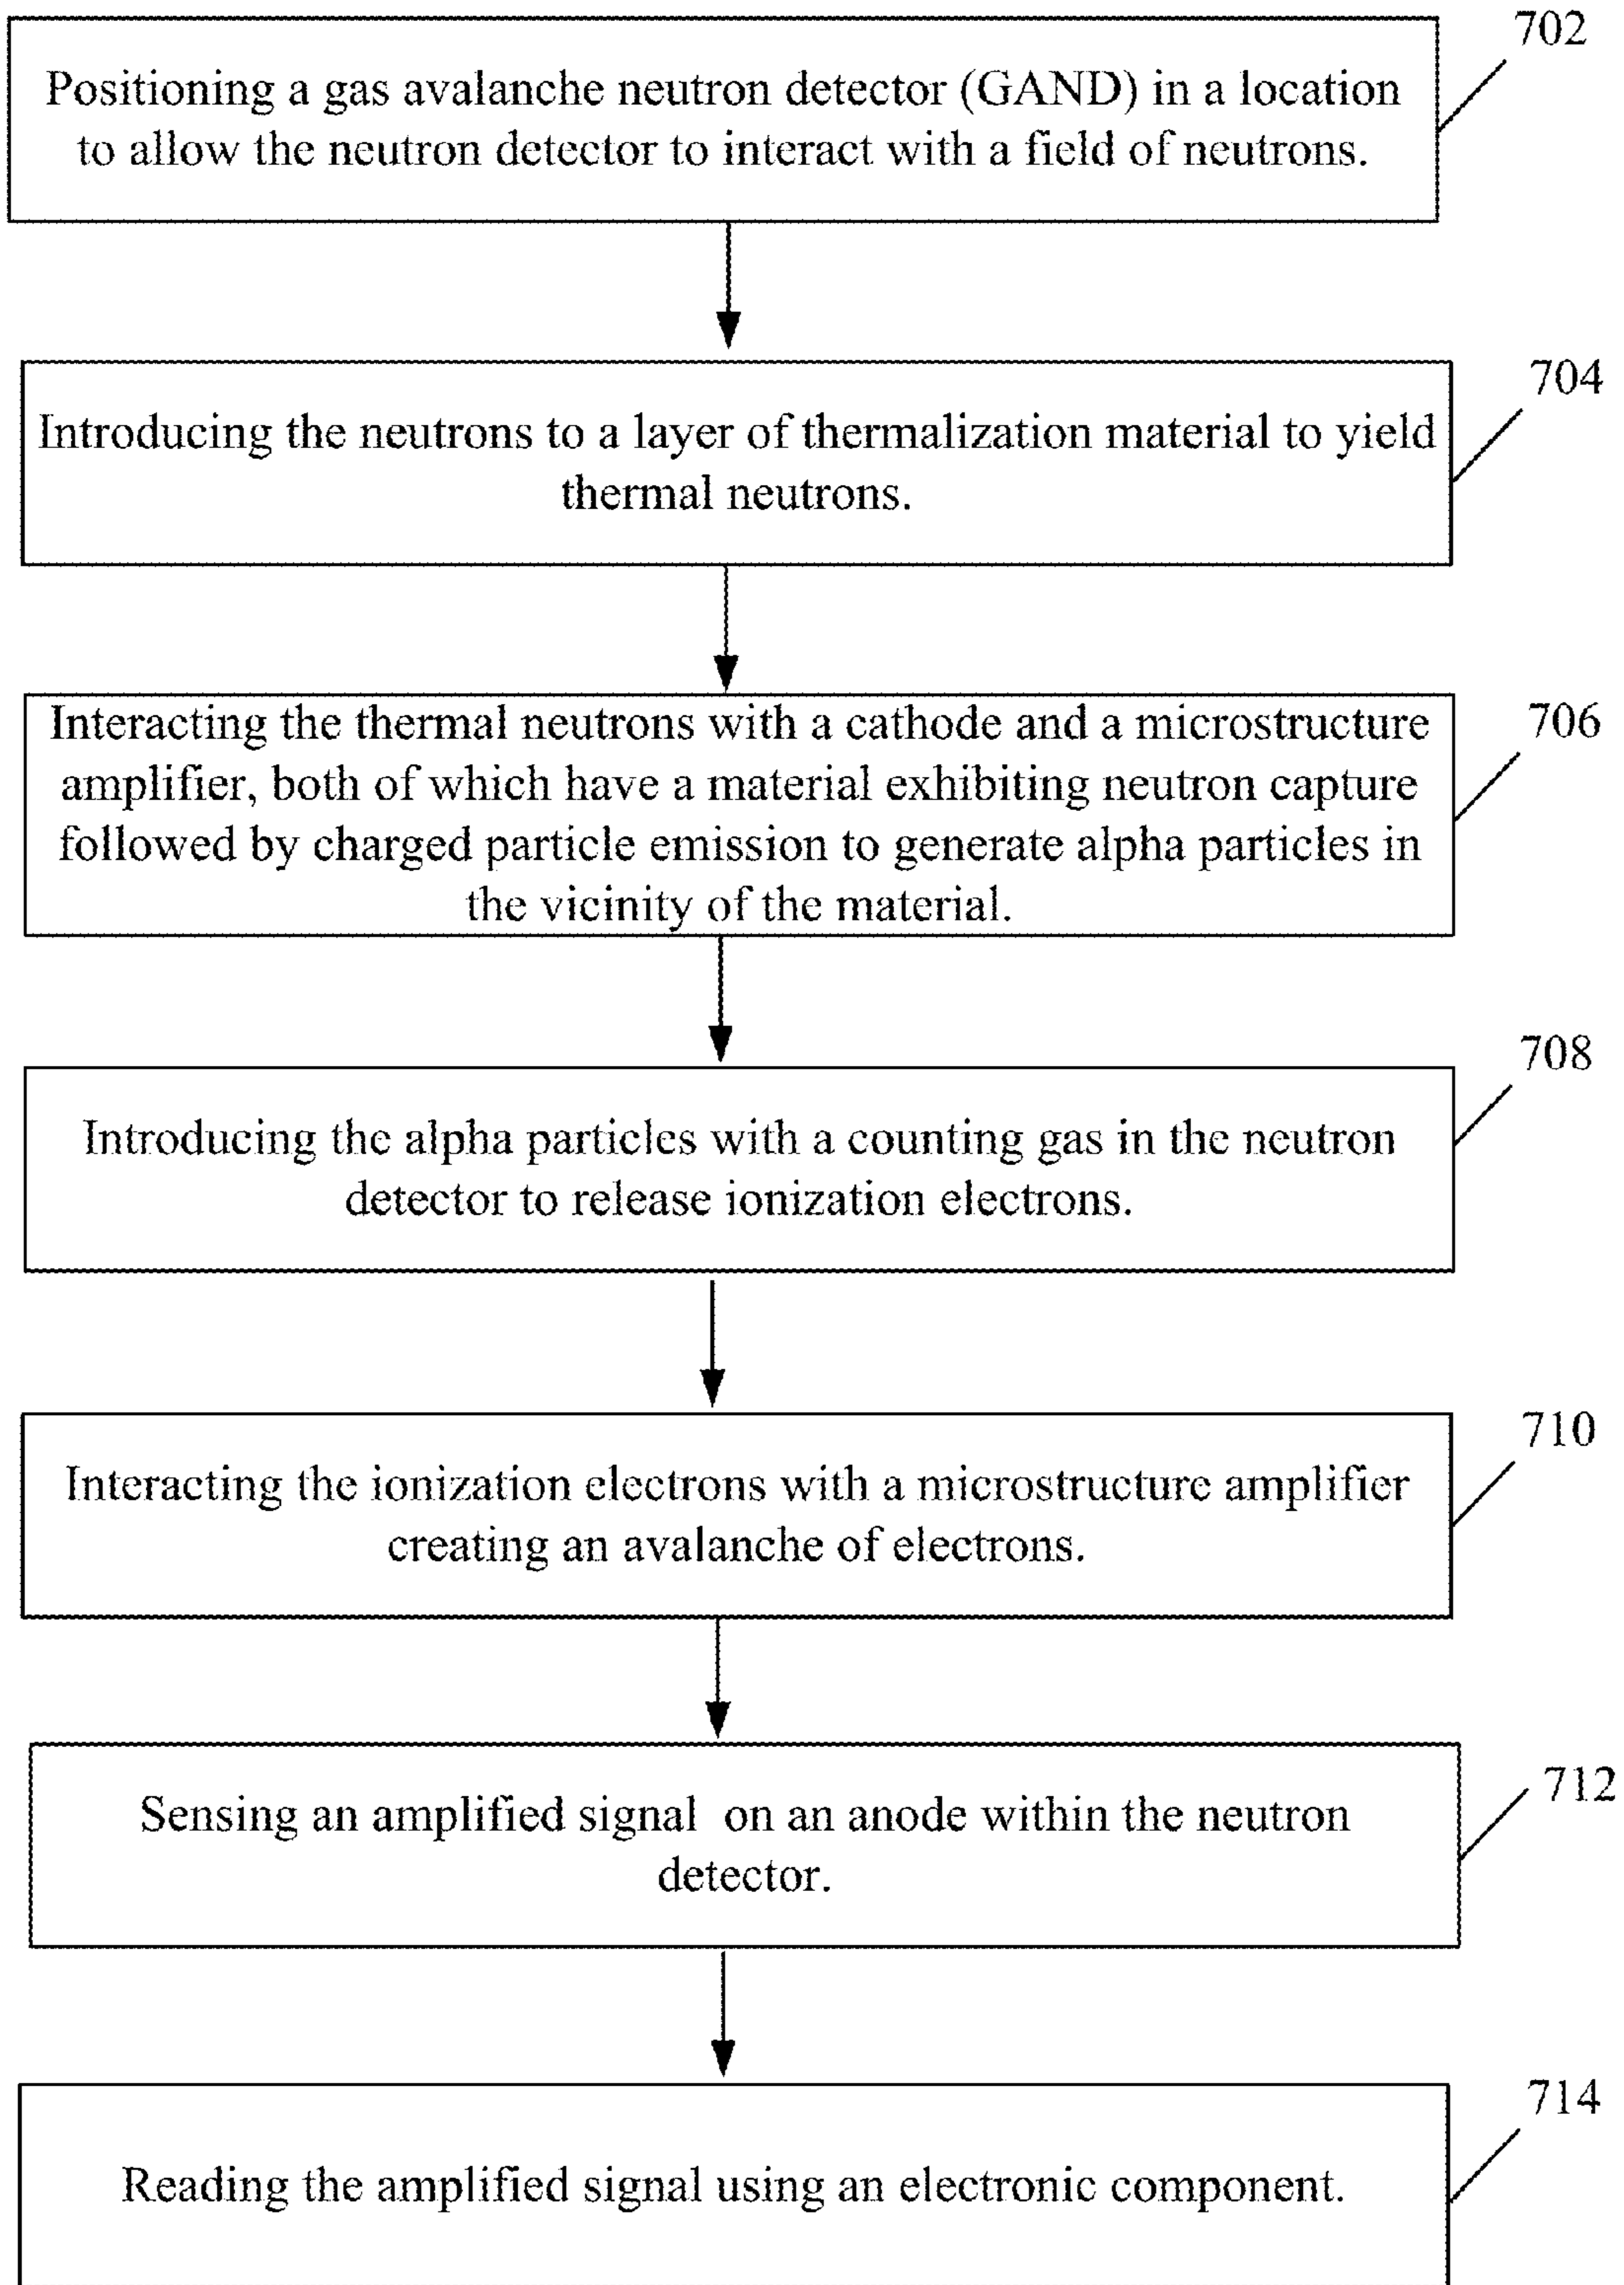 702
Positioning a gas avalanche neutron detector (GAND) in a location
to allow the neutron detector to interact with a field of neutrons.
704
Introducing the neutrons to a layer of thermalization material to yield
thermal neutrons.
706
Interacting the thermal neutrons with a cathode and a microstructure
amplifier, both of which have a material exhibiting neutron capture
followed by charged particle emission to generate alpha particles in
the vicinity of the material.
708
Introducing the alpha particles with a counting gas in the neutron
detector to release ionization electrons.
710
Interacting the ionization electrons with a microstructure amplifier
creating an avalanche of electrons.
712
Sensing an amplified signal on an anode within the neutron
detector.
714
Reading the amplified signal using an electronic component.